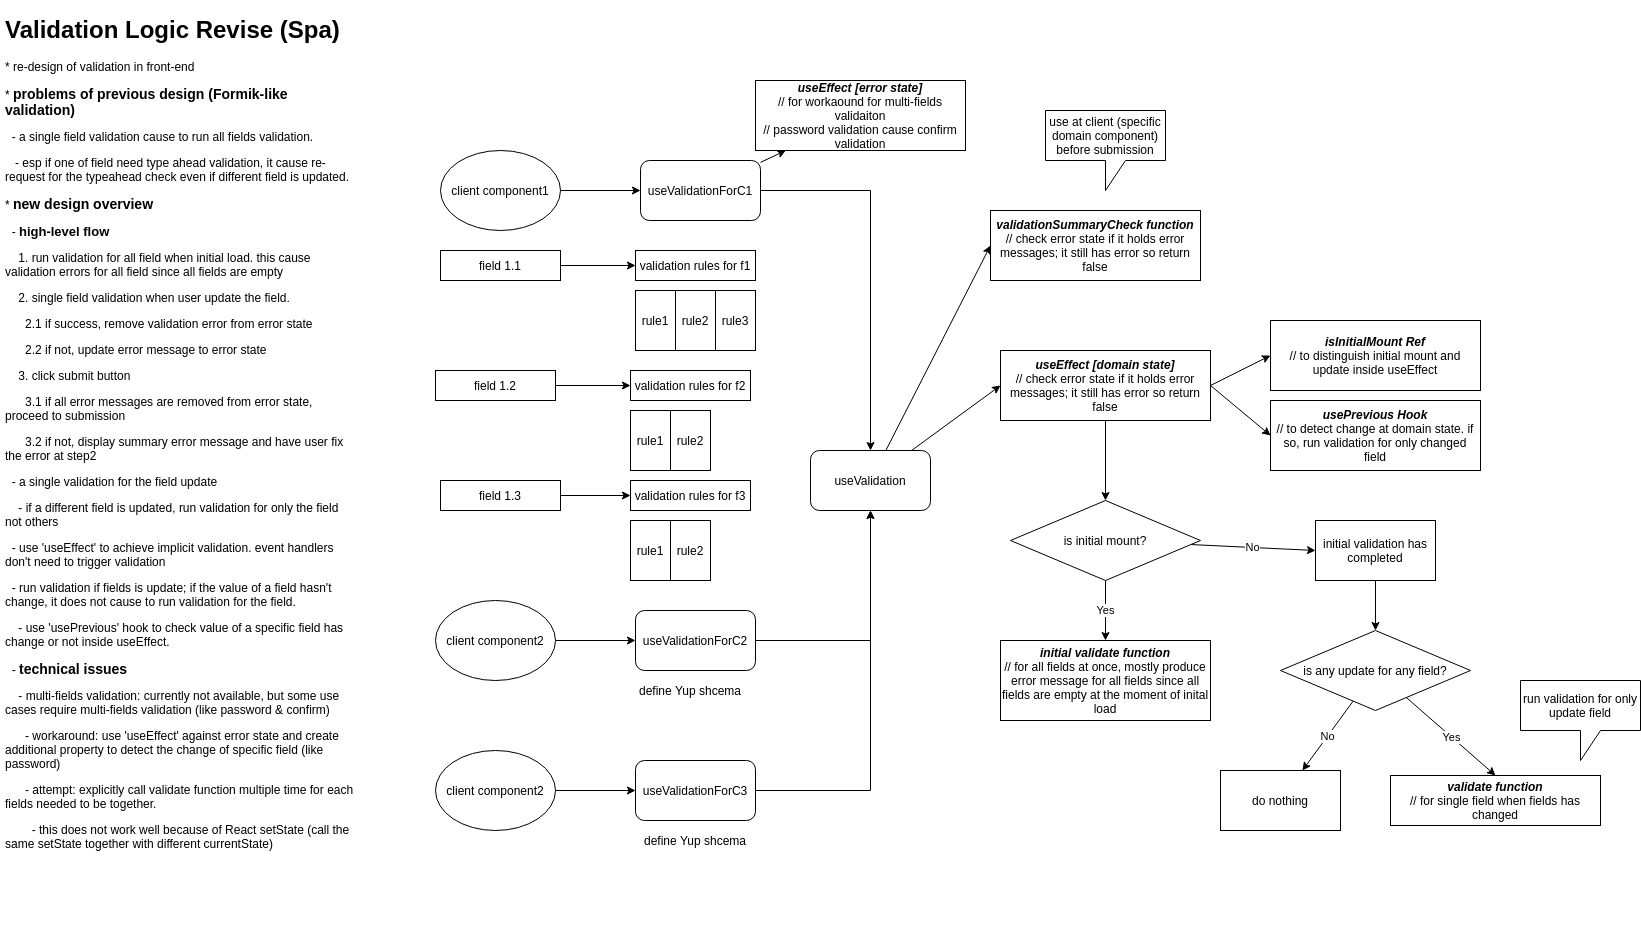 Validation Logic Revise (Spa)
* re-design of validation in front-end
* problems of previous design (Formik-like
validation)
- a single field validation cause to run all fields validation.
- esp if one of field need type ahead validation, it cause re-
request for the typeahead check even if different field is updated.
* new design overview
- high-level flow
1. run validation for all field when initial load. this cause
validation errors for all field since all fields are empty
2. single field validation when user update the field.
2.1 if success, remove validation error from error state
2.2 if not, update error message to error state
3. click submit button
3.1 if all error messages are removed from error state,
proceed to submission
3.2 if not, display summary error message and have user fix
the error at step2
- a single validation for the field update
- if a different field is updated, run validation for only the field
not others
- use 'useEffect' to achieve implicit validation. event handlers
don't need to trigger validation
- run validation if fields is update; if the value of a field hasn't
change, it does not cause to run validation for the field.
- use 'usePrevious' hook to check value of a specific field has
change or not inside useEffect.
- technical issues
- multi-fields validation: currently not available, but some use
cases require multi-fields validation (like password & confirm)
- workaround: use 'useEffect' against error state and create
additional property to detect the change of specific field (like
password)
- attempt: explicitly call validate function multiple time for each
fields needed to be together.
- this does not work well because of React setState (call the
same setState together with different currentState)
useEffect [error state]
// for workaound for multi-fields
validaiton
// password validation cause confirm
validation
client component1
useValidationForC1
field 1.1
validation rules for f1
rule1
rule2
rule3
field 1.2
validation rules for f2
rule1
rule2
field 1.3
validation rules for f3
rule1
rule2
client component2
useValidationForC2
define Yup shcema
client component2
useValidationForC3
define Yup shcema
useValidation
use at client (specific
domain component)
before submission
validationSummaryCheck function
// check error state if it holds error
messages; it still has error so return
false
useEffect [domain state]
// check error state if it holds error
messages; it still has error so return
false
isInitialMount Ref
// to distinguish initial mount and
update inside useEffect
usePrevious Hook
// to detect change at domain state. if
so, run validation for only changed
field
is initial mount?
No
initial validation has
completed
Yes
initial validate function
// for all fields at once, mostly produce
error message for all fields since all
fields are empty at the moment of inital
load
is any update for any field?
run validation for only
update field
No
Yes
do nothing
validate function
// for single field when fields has
changed